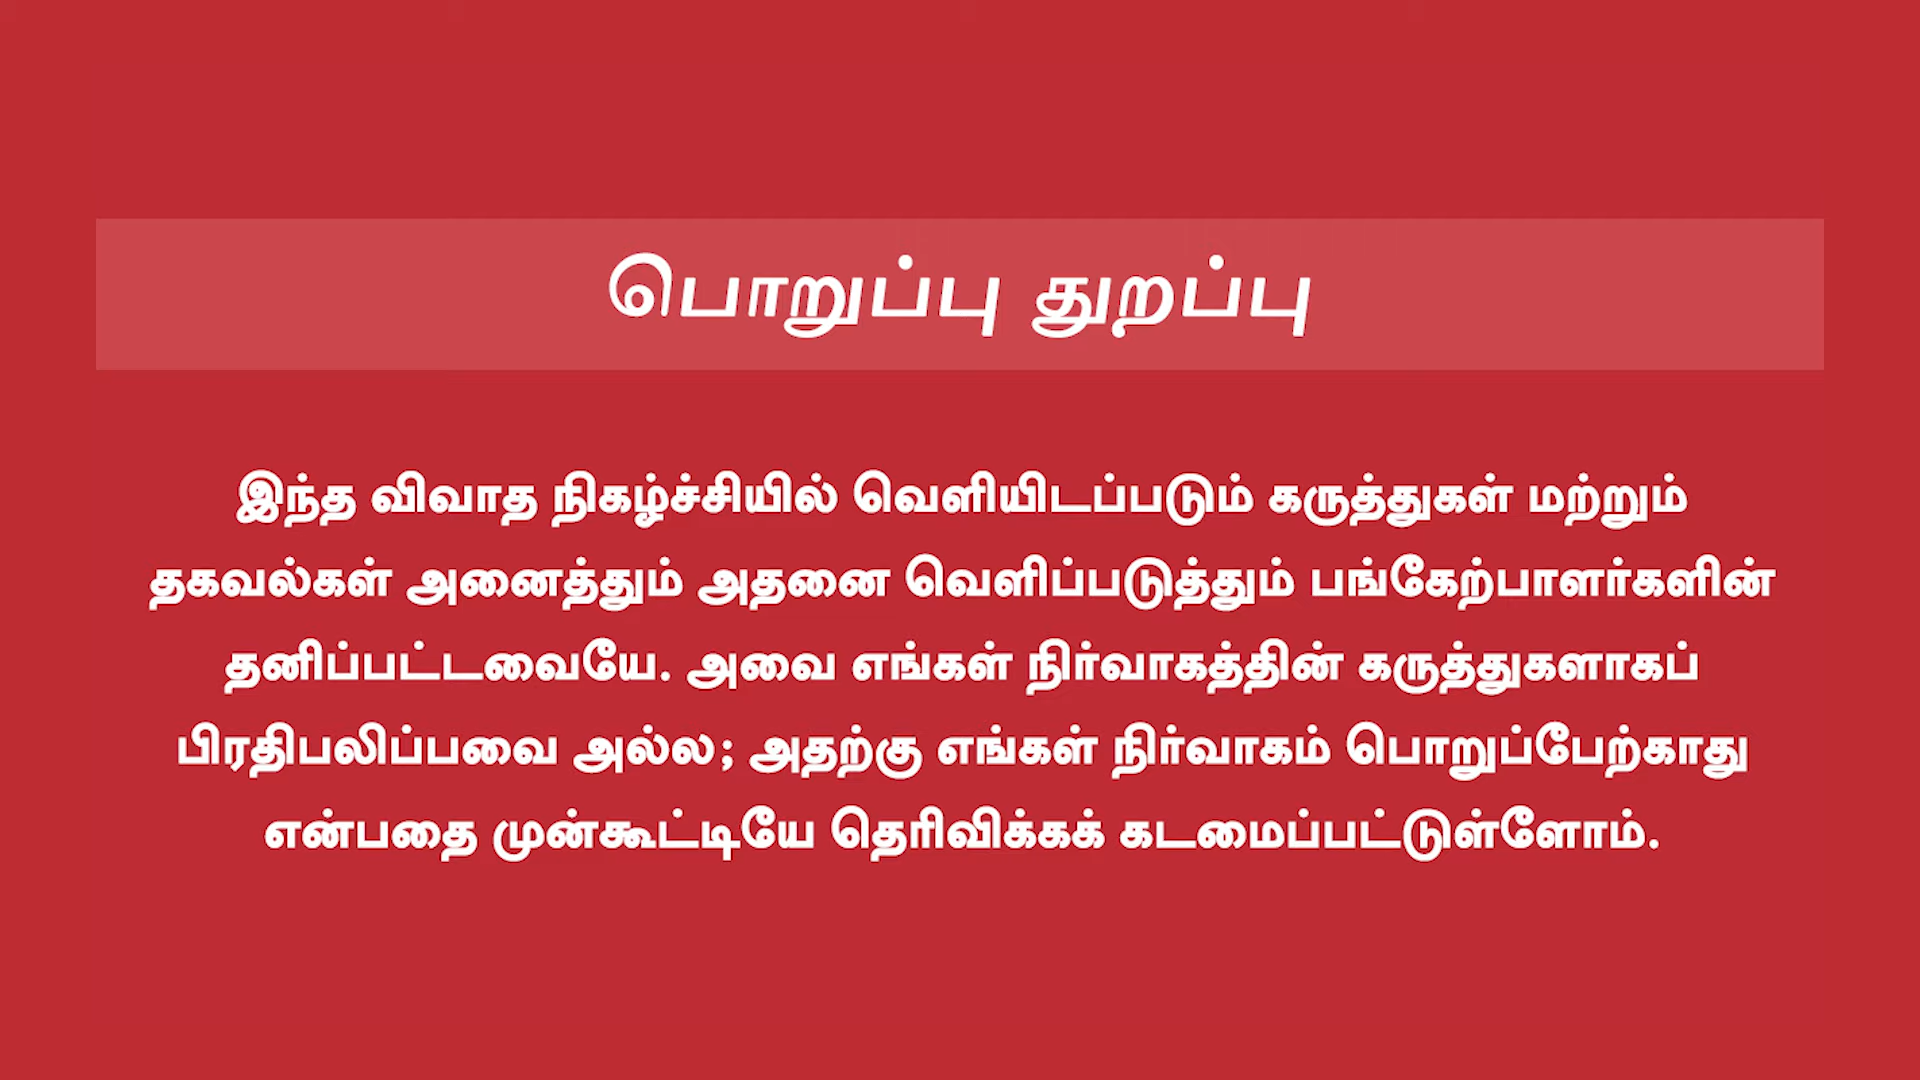 பொறுப்பு துறப்பு
இந்த விவாத நிகழ்ச்சியில் வெளியிடப்படும் கருத்துகள் மற்றும்
தகவல்கள் அனைத்தும் அதனை வெளிப்படுத்தும் பங்கேற்பாளர்களின்
தனிப்பட்டவையே. அவை எங்கள் நிர்வாகத்தின் கருத்துகளாகப்
பிரதிபலிப்பவை அல்ல; அதற்கு எங்கள் நிர்வாகம் பொறுப்பேற்காது
என்பதை முன்கூட்டியே தெரிவிக்கக் கடமைப்பட்டுள்ளோம்.